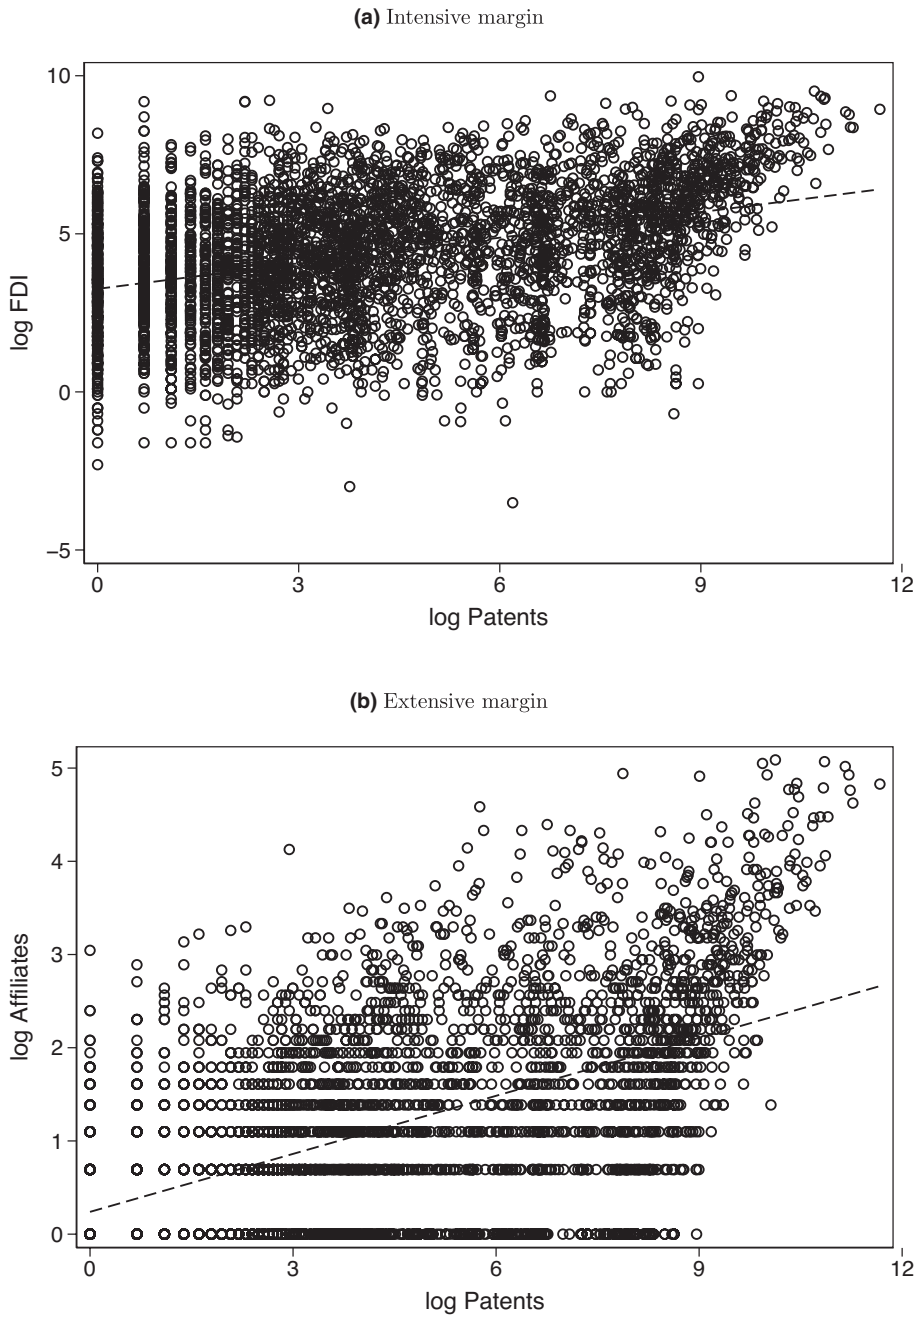 (a) Intensive margin
10
5
0
−5
log FDI
0 3 6 9 12
log Patents
(b) Extensive margin
5
4
3
2
1
0
log Affiliates
0 3 6 9 12
log Patents